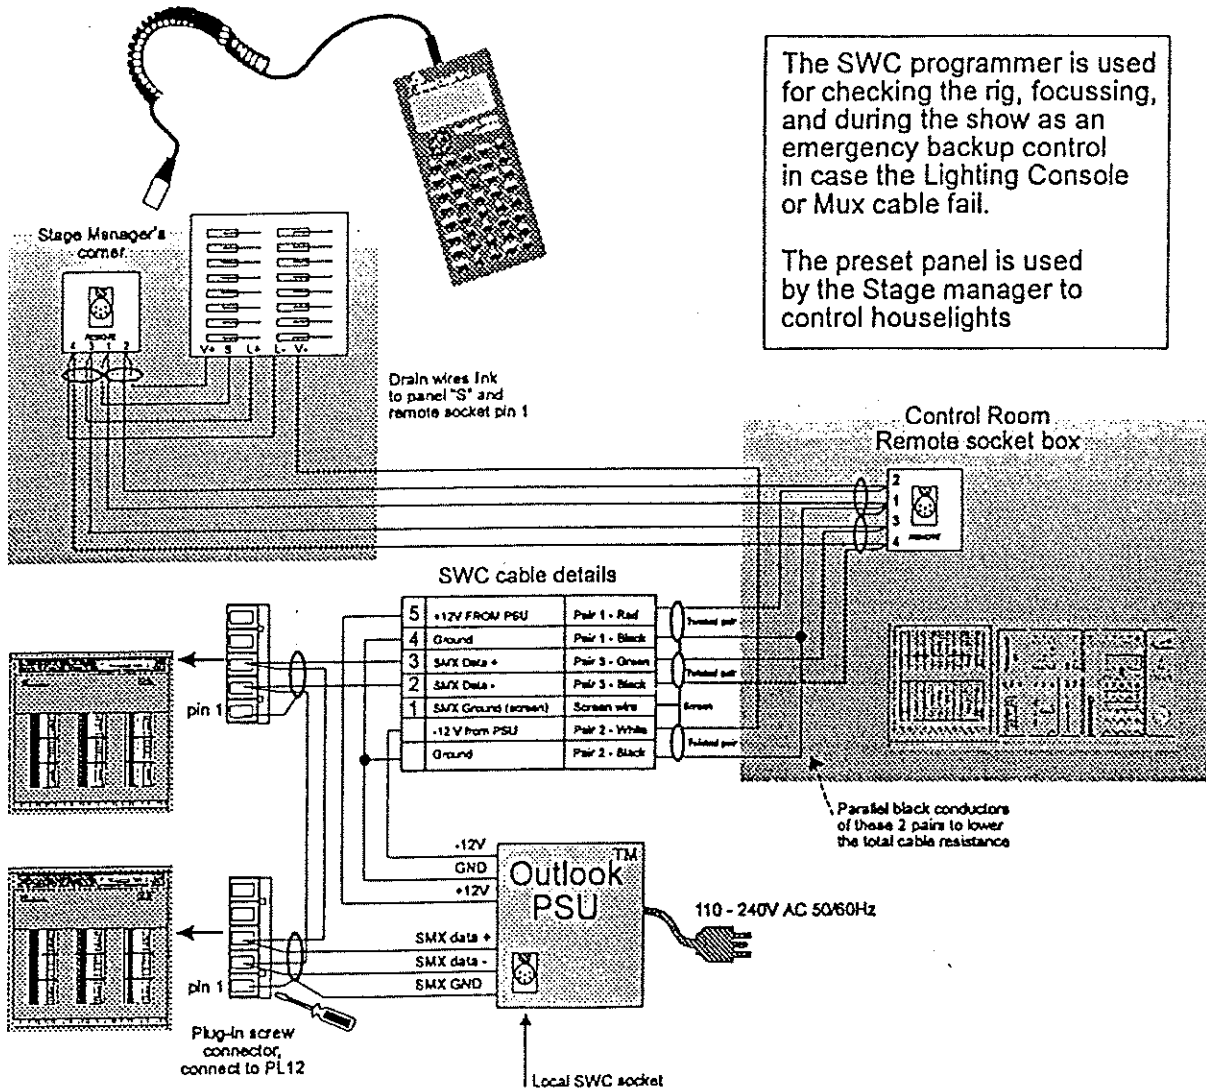 The SWC programmer is used
for checking the rig, focussing,
and during the show as an
emergency backup control
in case the Lighting Console
or Mux cable fail.
The preset panel is used
by the Stage manager to
control houselights
Stage Manager's
corner
REMOTE
4 3 1 2
V+ S L+ L- V+
Drain wires link
to panel "S" and
remote socket pin 1
Control Room
Remote socket box
2
1
3
REMOTE
4
SWC cable details
5 +12V FROM PSU Pair 1 - Red
4 Ground Pair 1 - Black
Twisted pair
3 SMX Data + Pair 3 - Green
2 SMX Data - Pair 3 - Black
Twisted pair
1 SMX Ground (screen) Screen wire
Screen
-12 V from PSU Pair 2 - White
Ground Pair 2 - Black
Twisted pair
pin 1
Parallel black conductors
of these 2 pairs to lower
the total cable resistance
-12V
GND
+12V
Outlook TM
PSU
110 - 240V AC 50/60Hz
SMX data +
SMX data -
SMX GND
pin 1
Plug-in screw
connector,
connect to PL12
Local SWC socket